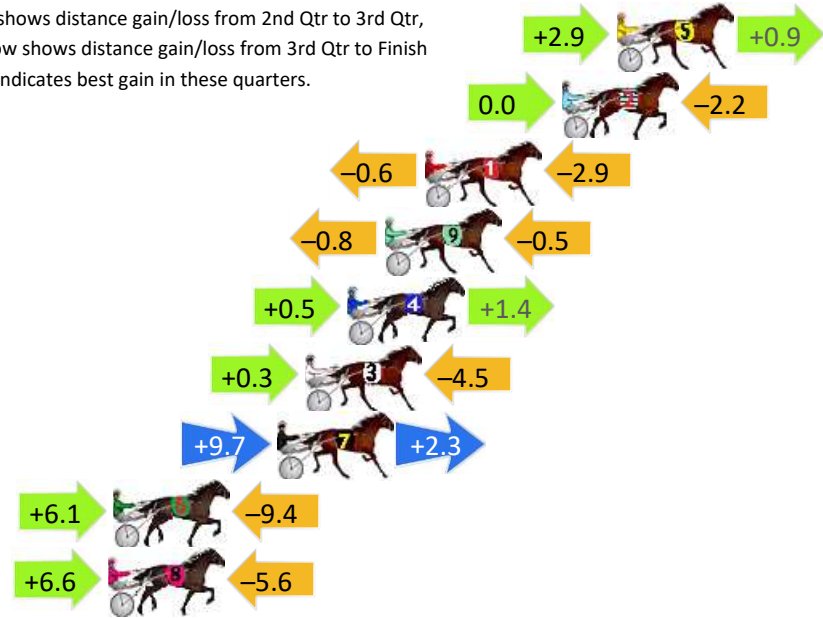 shows distance gain/loss from 2nd Qtr to 3rd Qtr,
ow shows distance gain/loss from 3rd Qtr to Finish
indicates best gain in these quarters.
+2.9 5 +0.9
0.0 2 –2.2
–0.6 1 –2.9
–0.8 9 –0.5
+0.5 4 +1.4
+0.3 3 –4.5
+9.7 7 +2.3
+6.1 6 –9.4
+6.6 8 –5.6